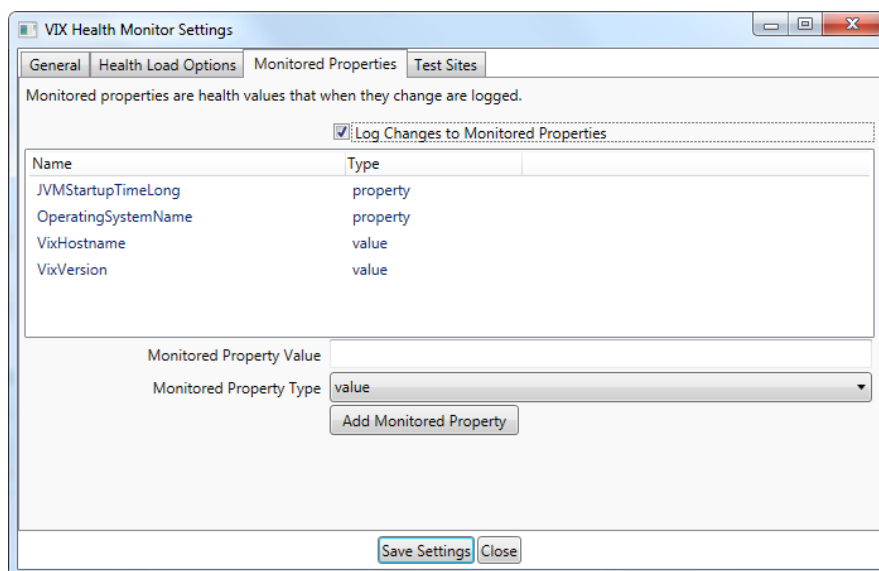 VIX Health Monitor Settings
General Health Load Options Monitored Properties Test Sites
Monitored properties are health values that when they change are logged.
Log Changes to Monitored Properties
Name Type
JVMStartupTimeLong property
OperatingSystemName property
VixHostname value
VixVersion value
Monitored Property Value
Monitored Property Type value
Add Monitored Property
Save Settings Close